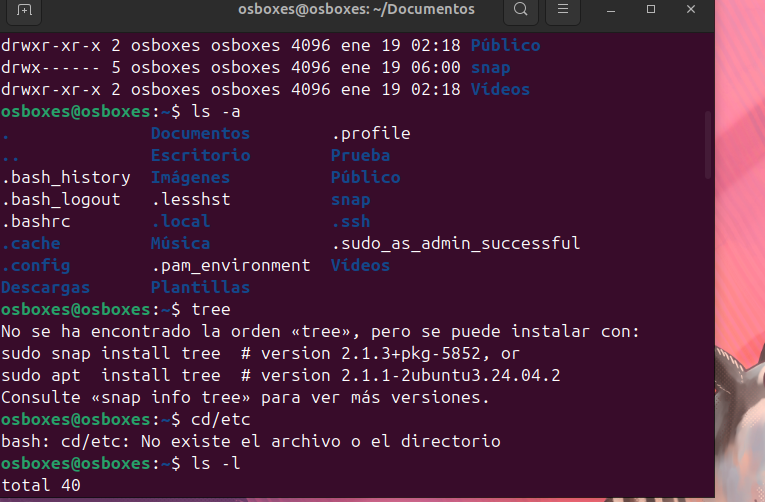 osboxes@osboxes: ~/Documentos
drwxr-xr-x 2 osboxes osboxes 4096 ene 19 02:18 Público
drwx------ 5 osboxes osboxes 4096 ene 19 06:00 snap
drwxr-xr-x 2 osboxes osboxes 4096 ene 19 02:18 Vídeos
osboxes@osboxes:~$ ls -a
.              Documentos        .profile
..             Escritorio        Prueba
.bash_history  Imágenes          Público
.bash_logout   .lesshst          snap
.bashrc        .local            .ssh
.cache         Música            .sudo_as_admin_successful
.config        .pam_environment  Vídeos
Descargas      Plantillas
osboxes@osboxes:~$ tree
No se ha encontrado la orden «tree», pero se puede instalar con:
sudo snap install tree  # version 2.1.3+pkg-5852, or
sudo apt  install tree  # version 2.1.1-2ubuntu3.24.04.2
Consulte «snap info tree» para ver más versiones.
osboxes@osboxes:~$ cd/etc
bash: cd/etc: No existe el archivo o el directorio
osboxes@osboxes:~$ ls -l
total 40